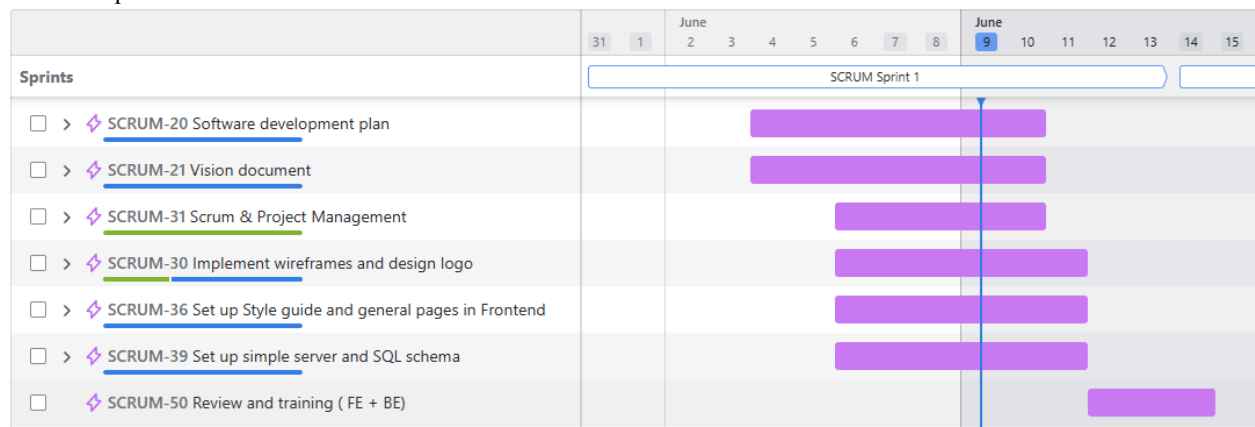 June June
31 1 2 3 4 5 6 7 8 9 10 11 12 13 14 15
Sprints SCRUM Sprint 1
SCRUM-20 Software development plan
SCRUM-21 Vision document
SCRUM-31 Scrum & Project Management
SCRUM-30 Implement wireframes and design logo
SCRUM-36 Set up Style guide and general pages in Frontend
SCRUM-39 Set up simple server and SQL schema
SCRUM-50 Review and training ( FE + BE)